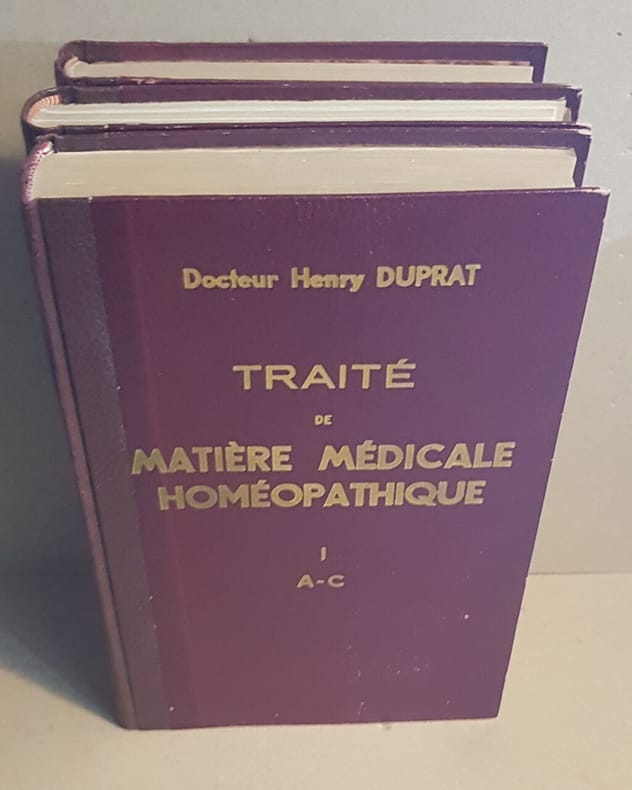 Docteur Henry DUPRAT
TRAITÉ
DE
MATIÈRE MÉDICALE
HOMÉOPATHIQUE
I
A-C